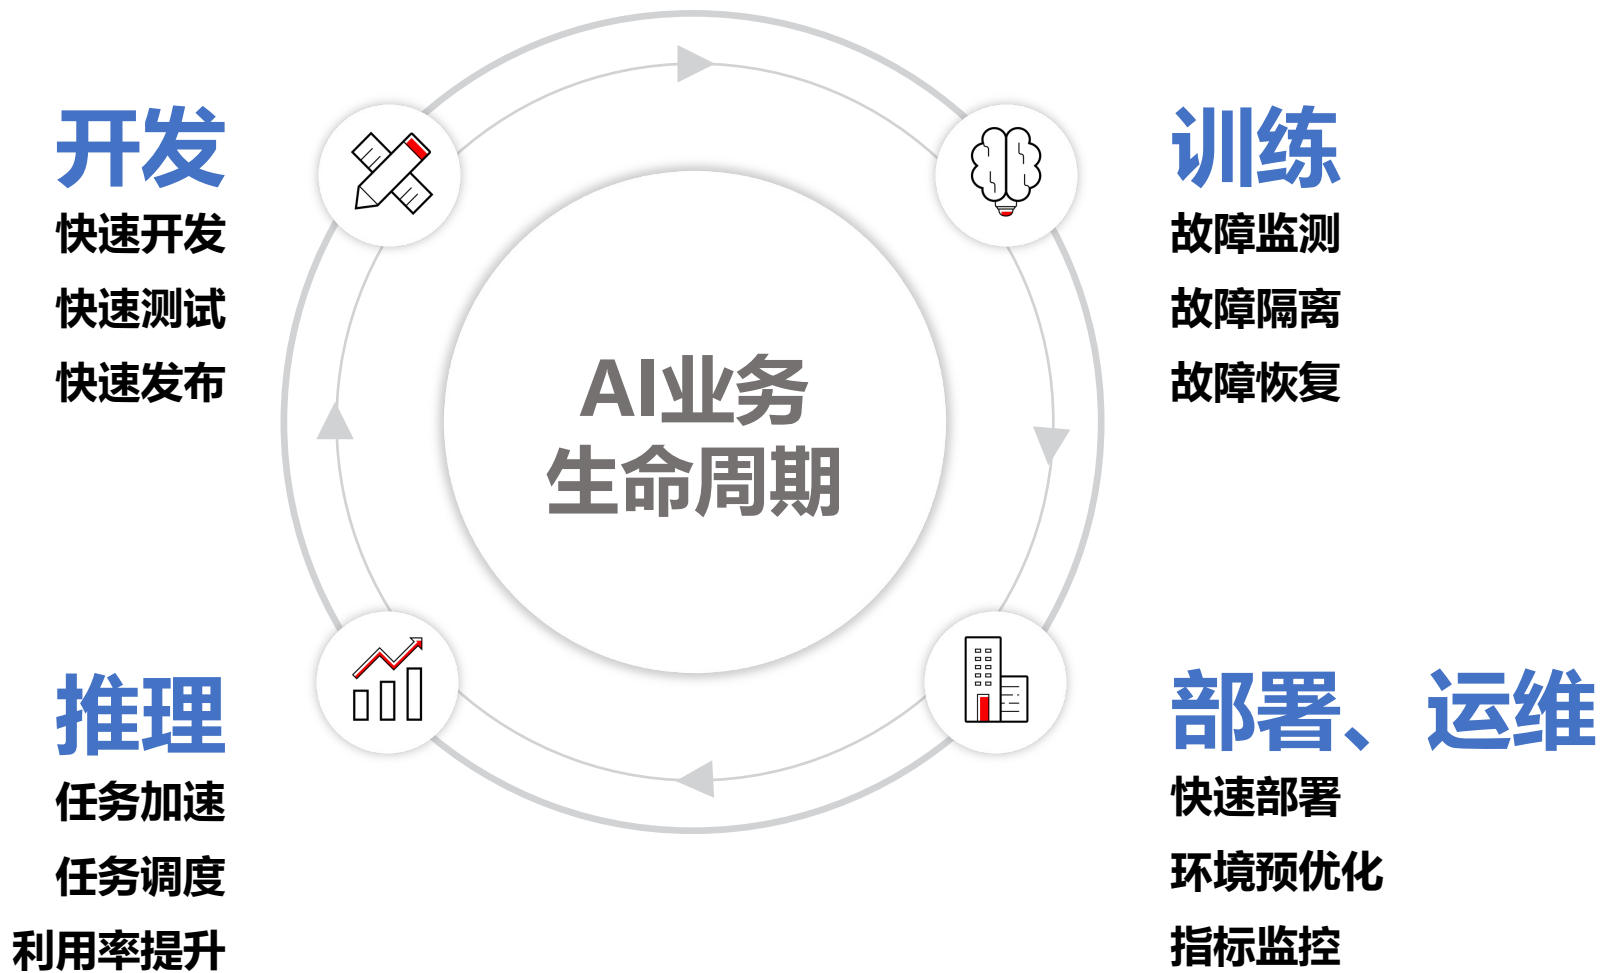 开发
快速开发
快速测试
快速发布
训练
故障监测
故障隔离
故障恢复
AI业务
生命周期
推理
任务加速
任务调度
利用率提升
部署、运维
快速部署
环境预优化
指标监控